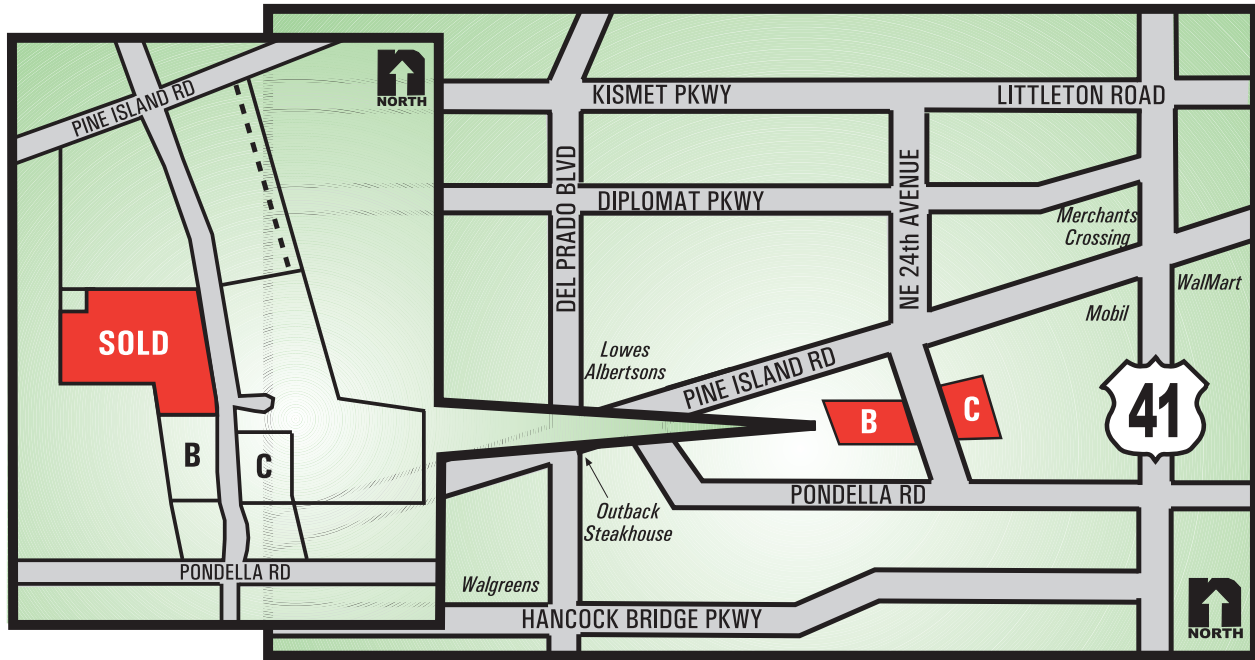 PINE ISLAND RD
n
NORTH
SOLD
B
C
PONDELLA RD
KISMET PKWY
LITTLETON ROAD
DEL PRADO BLVD
DIPLOMAT PKWY
NE 24th AVENUE
Merchants
Crossing
WalMart
Mobil
Lowes
Albertsons
PINE ISLAND RD
B
C
41
PONDELLA RD
Outback
Steakhouse
Walgreens
HANCOCK BRIDGE PKWY
n
NORTH